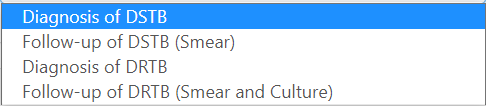 Diagnosis of DSTB
Follow-up of DSTB (Smear)
Diagnosis of DRTB
Follow-up of DRTB (Smear and Culture)